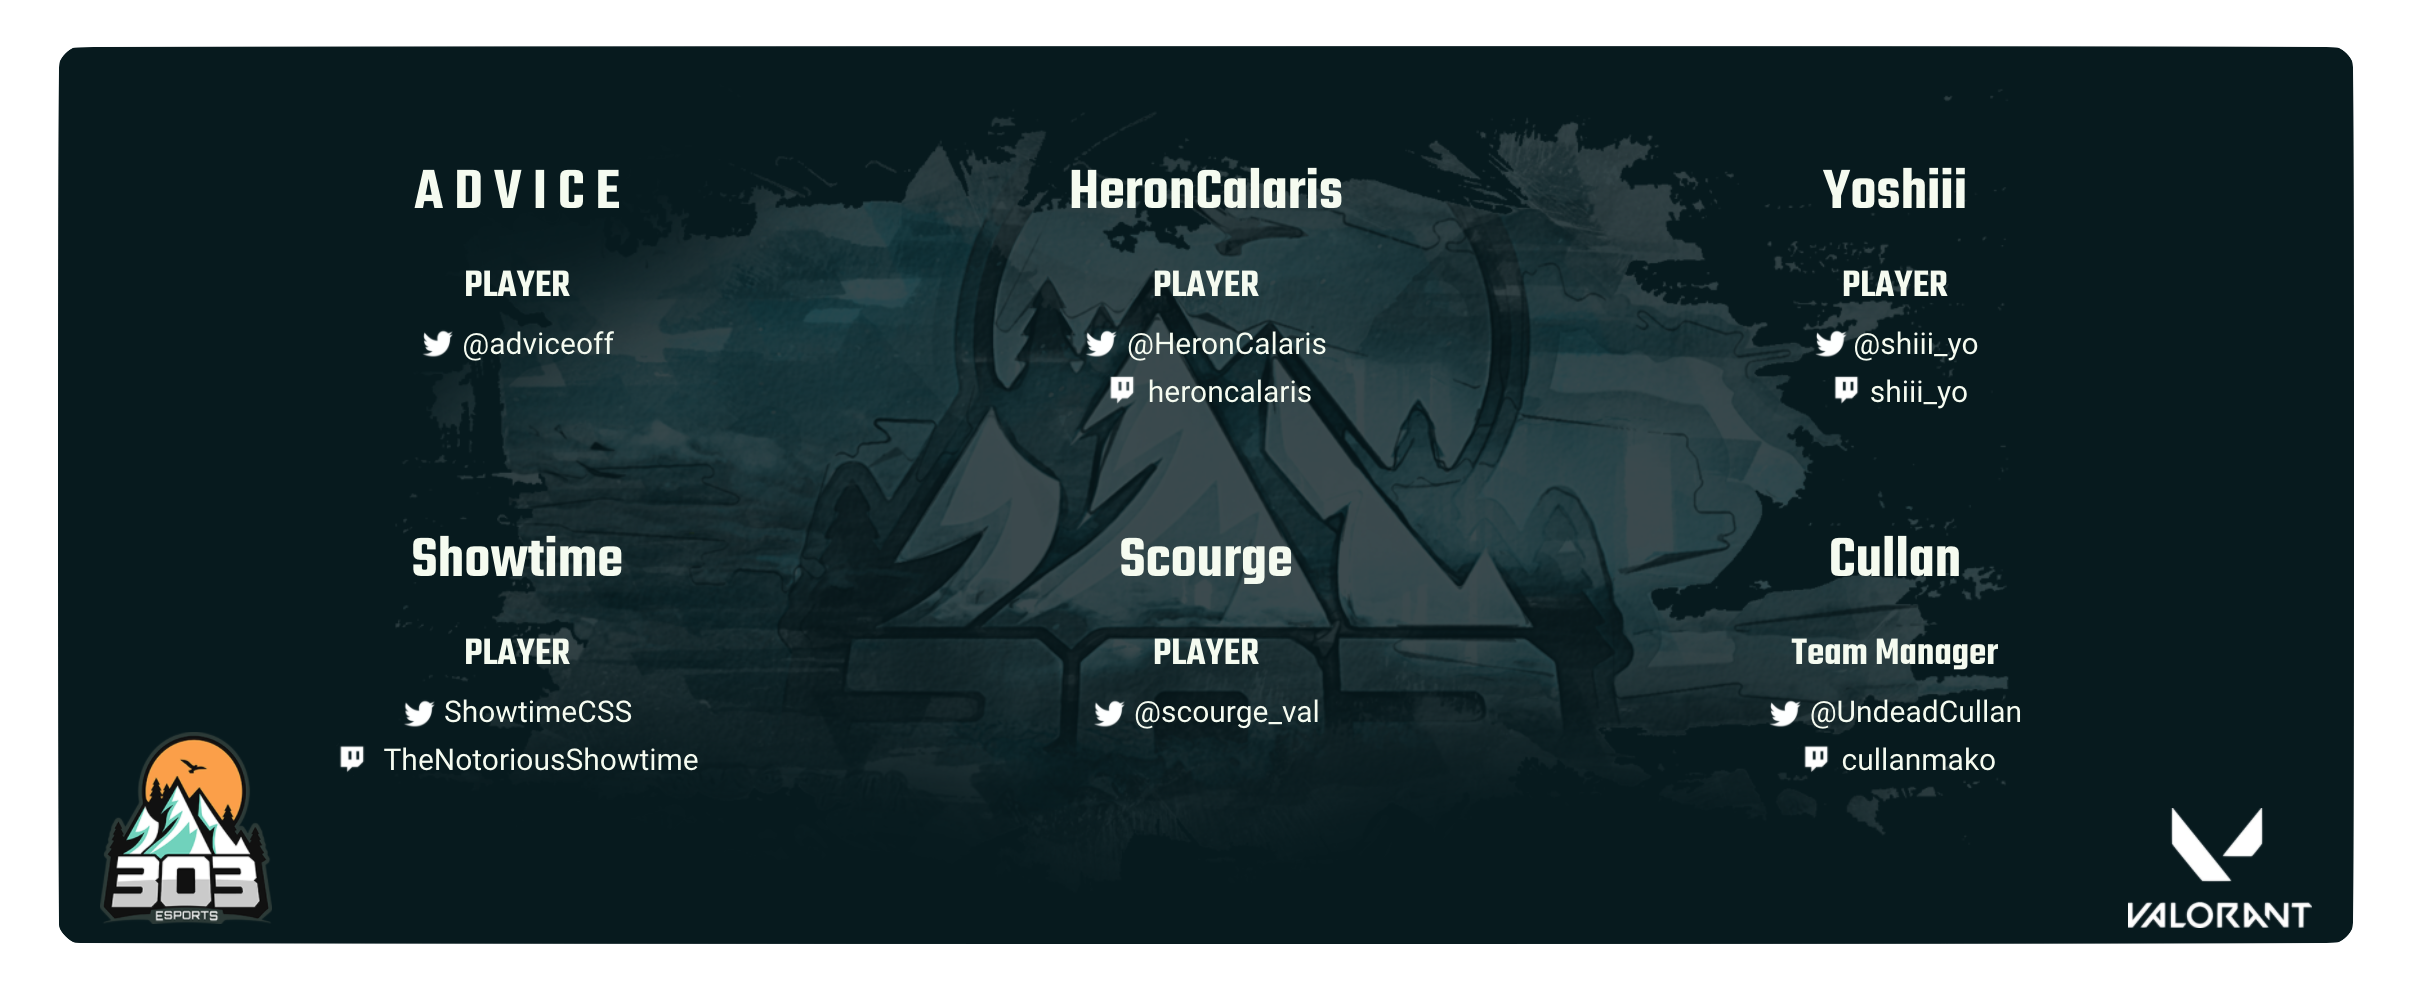 ADVICE
PLAYER
@adviceoff
HeronCalaris
PLAYER
@HeronCalaris
heroncalaris
Yoshiii
PLAYER
@shiii_yo
shiii_yo
Showtime
PLAYER
ShowtimeCSS
TheNotoriousShowtime
Scourge
PLAYER
@scourge_val
Cullan
Team Manager
@UndeadCullan
cullanmako
303
ESPORTS
VALORANT